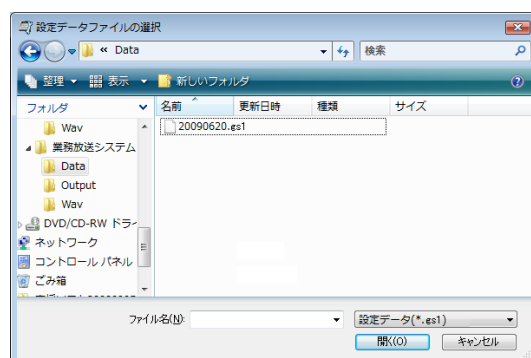 設定データファイルの選択
« Data
検索
整理 表示 新しいフォルダ
フォルダ
名前 更新日時 種類 サイズ
Wav
20090620.gs1
業務放送システム
Data
Output
Wav
DVD/CD-RW ドラ
ネットワーク
コントロール パネル
ごみ箱
ファイル名(N):
設定データ(*.gs1)
開く(O) キャンセル